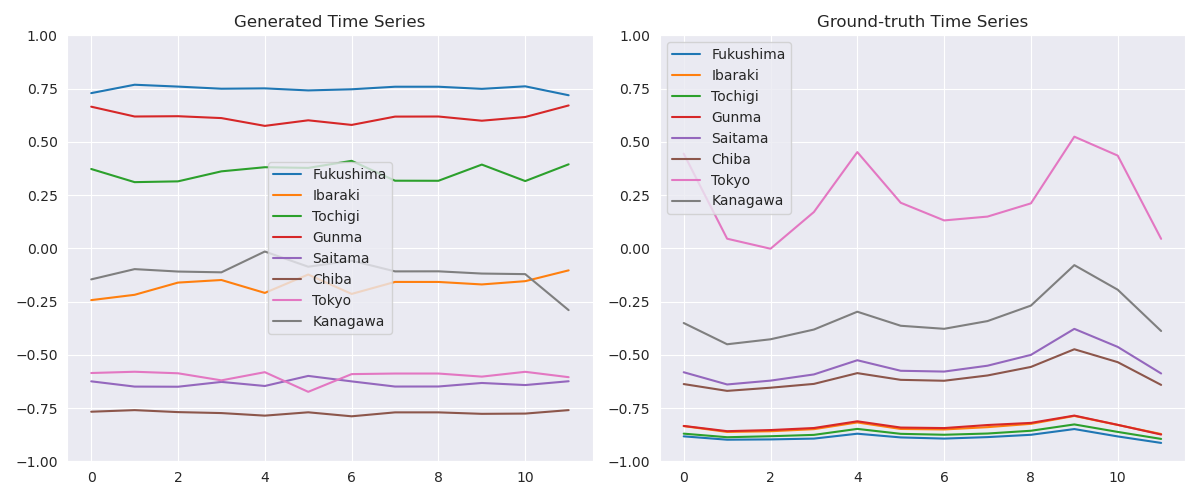 Generated Time Series
1.00
0.75
0.50
0.25
0.00
−0.25
−0.50
−0.75
−1.00
0
2
4
6
8
10
Fukushima
Ibaraki
Tochigi
Gunma
Saitama
Chiba
Tokyo
Kanagawa
Ground-truth Time Series
1.00
0.75
0.50
0.25
0.00
−0.25
−0.50
−0.75
−1.00
0
2
4
6
8
10
Fukushima
Ibaraki
Tochigi
Gunma
Saitama
Chiba
Tokyo
Kanagawa